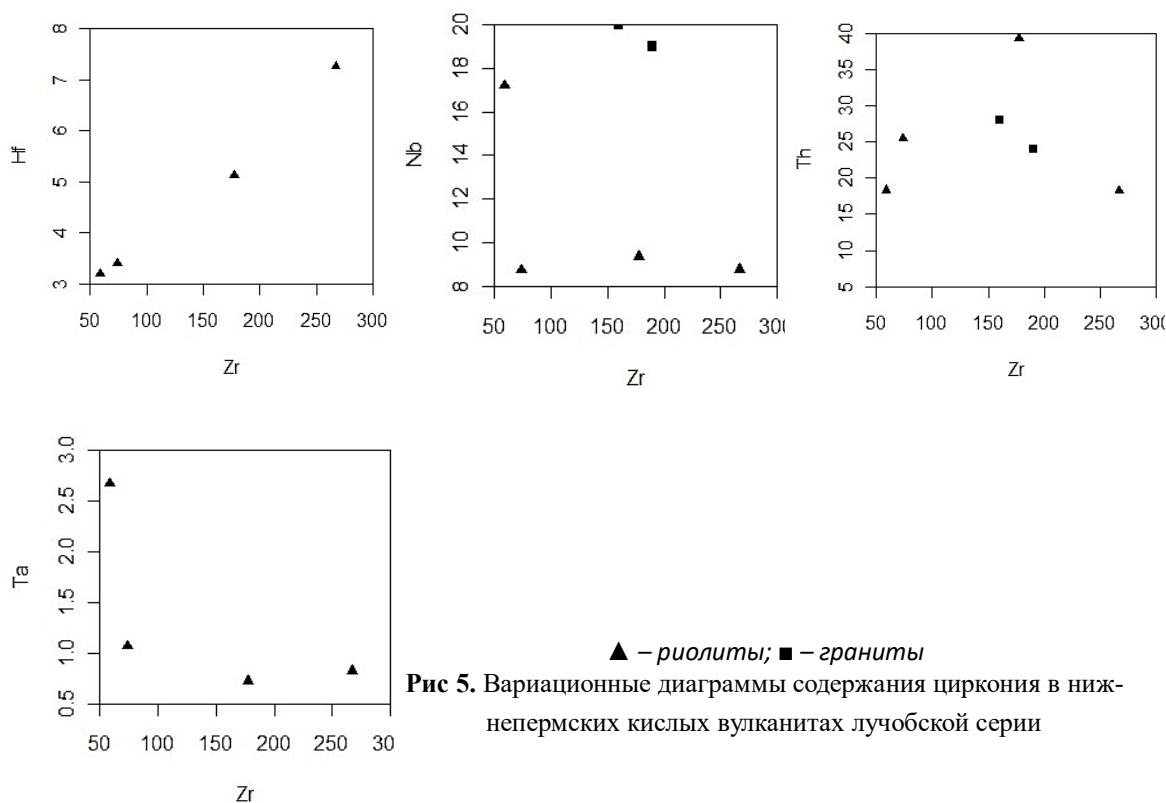 8
7
6
5
4
3
Hf
50 100 150 200 250 300
Zr
20
18
16
14
12
10
8
Nb
50 100 150 200 250 300
Zr
40
35
30
25
20
15
10
5
Th
50 100 150 200 250 300
Zr
3.0
2.5
2.0
1.5
1.0
0.5
Ta
50 100 150 200 250 30
Zr
▲ – риолиты; ■ – граниты
Рис 5. Вариационные диаграммы содержания циркония в ниж-
непермских кислых вулканитах лучобской серии